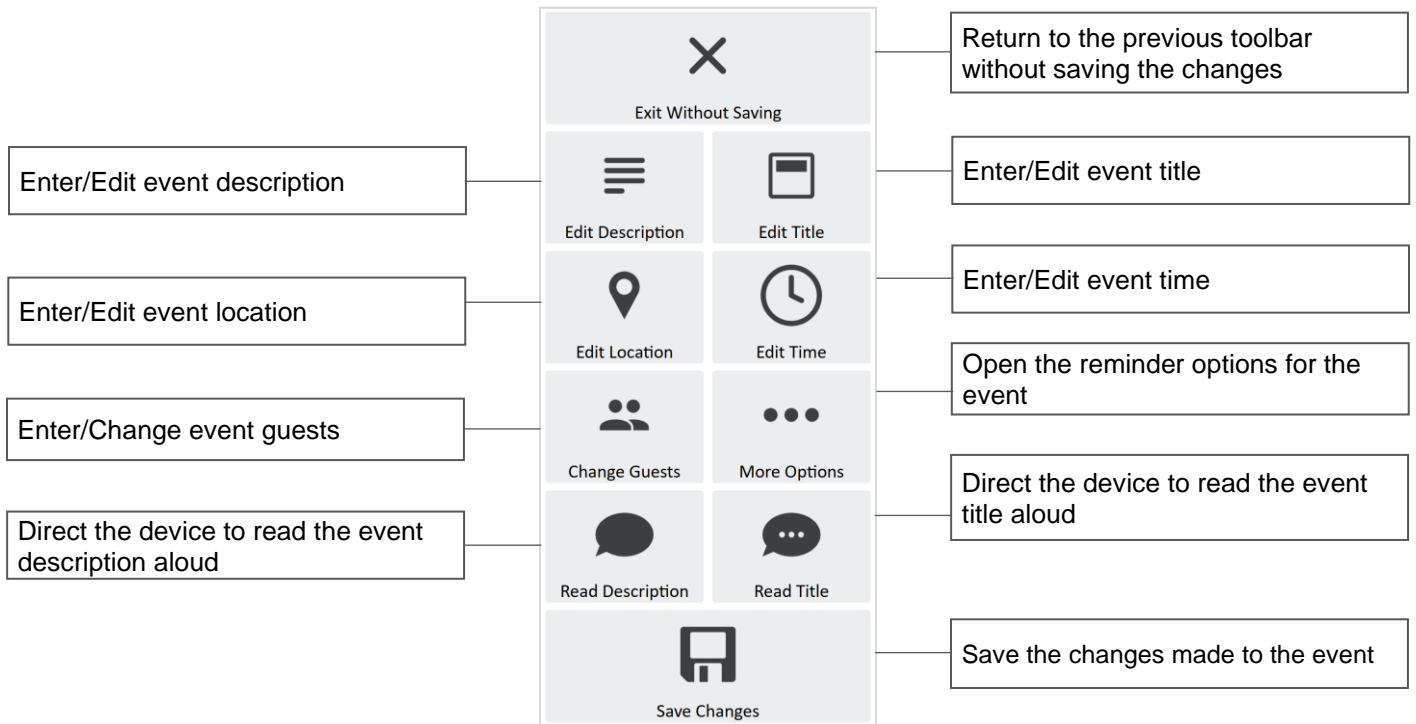 Exit Without Saving
Return to the previous toolbar
without saving the changes
Enter/Edit event description
Edit Description
Edit Title
Enter/Edit event title
Enter/Edit event location
Edit Location
Edit Time
Enter/Edit event time
Enter/Change event guests
Change Guests
More Options
Open the reminder options for the
event
Direct the device to read the event
description aloud
Read Description
Read Title
Direct the device to read the event
title aloud
Save Changes
Save the changes made to the event